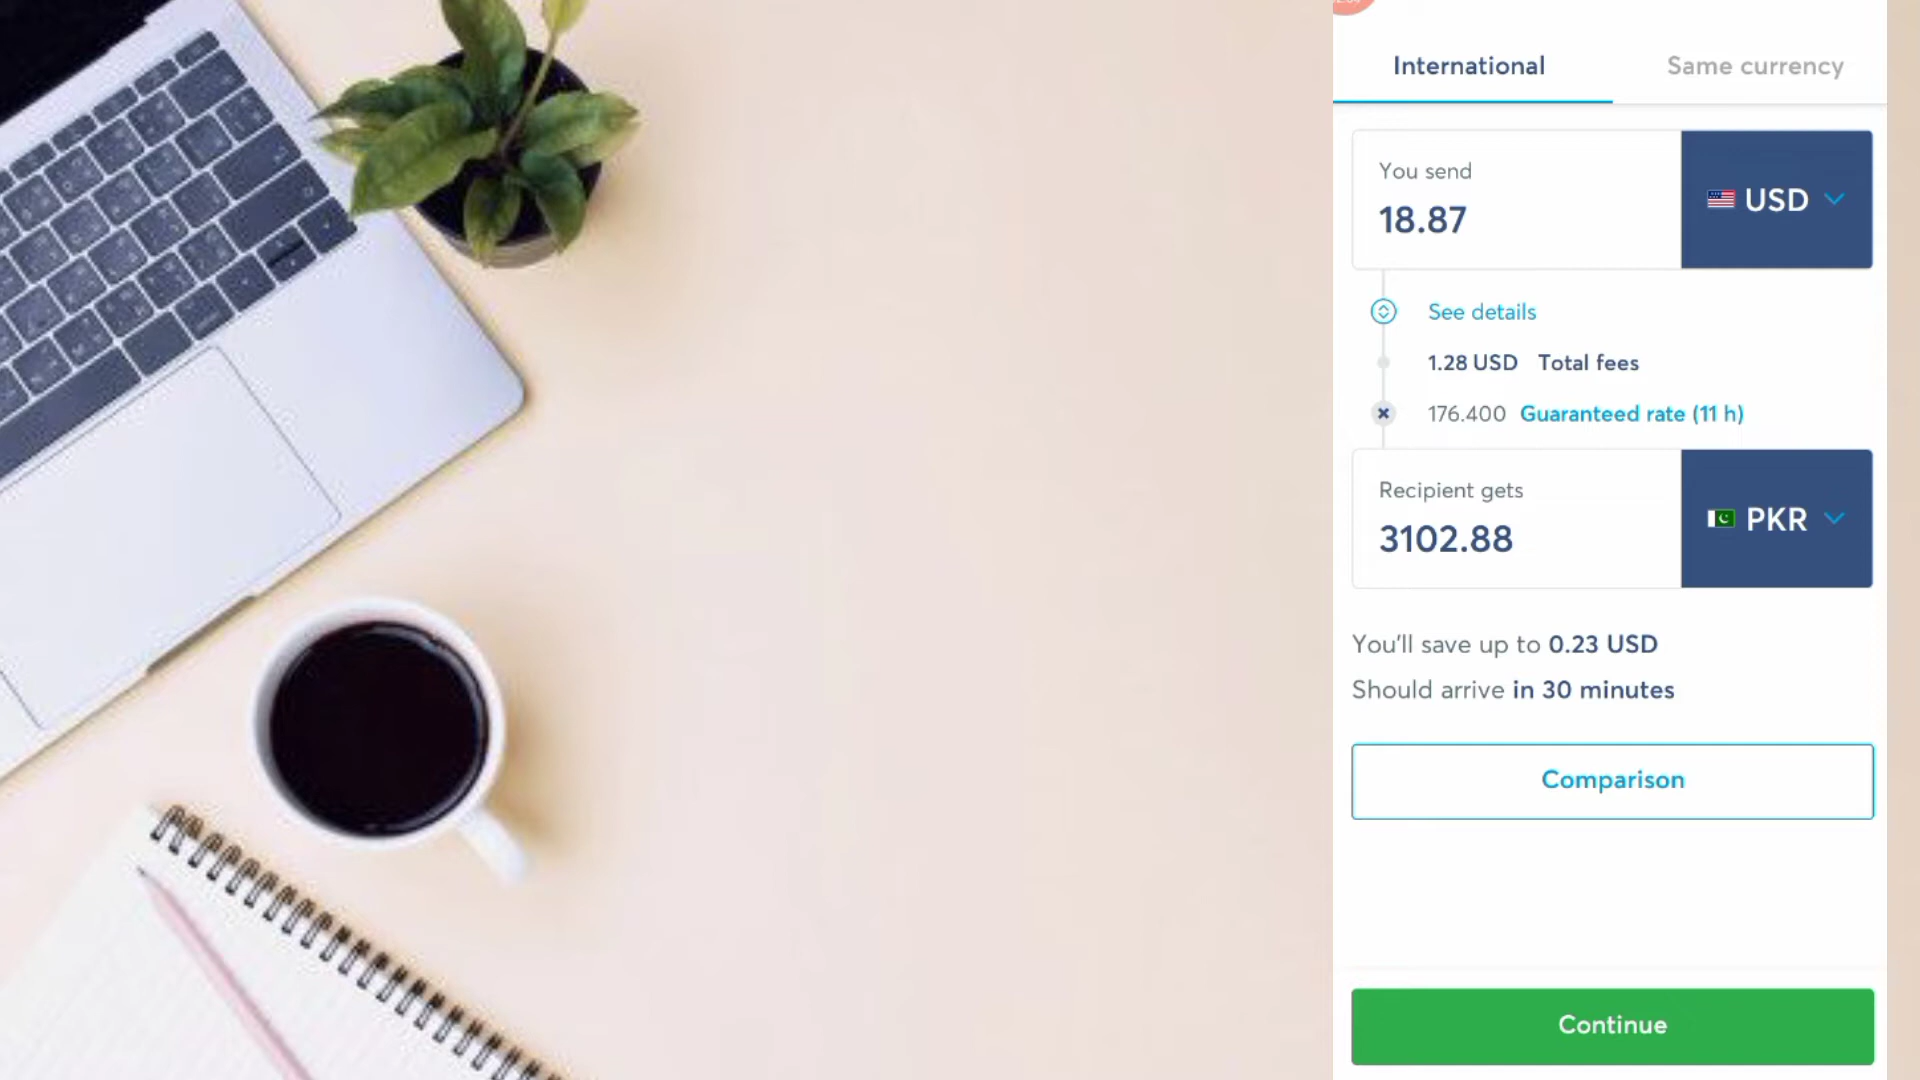 International Same currency
You send
18.87
USD
See details
1.28 USD Total fees
176.400 Guaranteed rate (11 h)
Recipient gets
3102.88
PKR
You'll save up to 0.23 USD
Should arrive in 30 minutes
Comparison
Continue